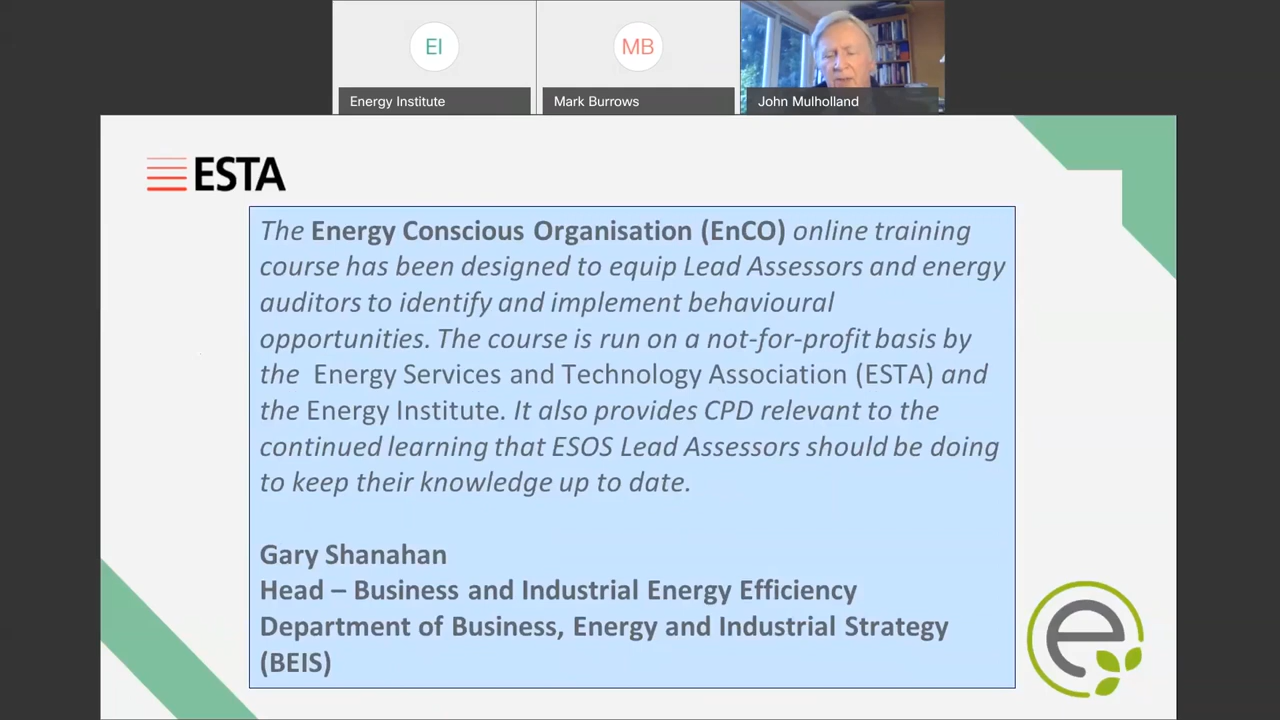 EI
MB
Energy Institute
Mark Burrows
John Mulholland
ESTA
The Energy Conscious Organisation (EnCO) online training
course has been designed to equip Lead Assessors and energy
auditors to identify and implement behavioural
opportunities. The course is run on a not-for-profit basis by
the Energy Services and Technology Association (ESTA) and
the Energy Institute. It also provides CPD relevant to the
continued learning that ESOS Lead Assessors should be doing
to keep their knowledge up to date.
Gary Shanahan
Head – Business and Industrial Energy Efficiency
Department of Business, Energy and Industrial Strategy
(BEIS)
e